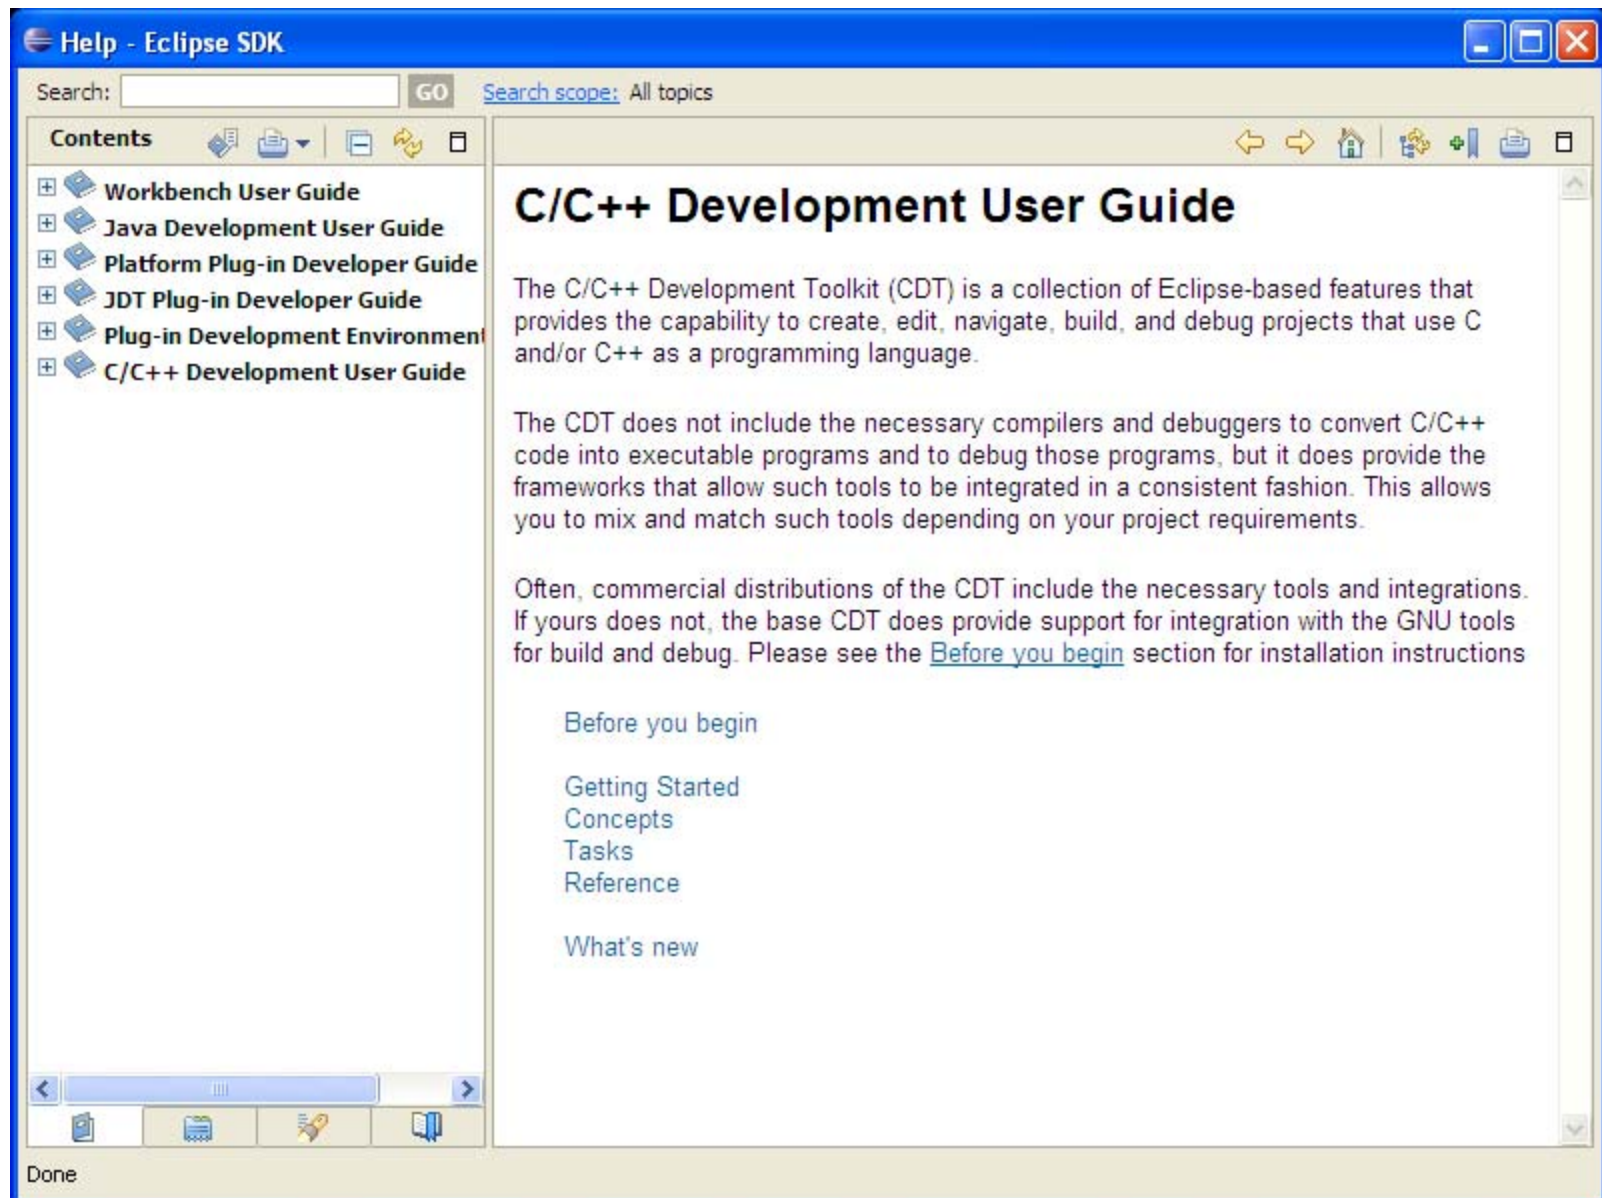 Help - Eclipse SDK
Search: GO Search scope: All topics
Contents
Workbench User Guide
Java Development User Guide
Platform Plug-in Developer Guide
JDT Plug-in Developer Guide
Plug-in Development Environment
C/C++ Development User Guide
C/C++ Development User Guide
The C/C++ Development Toolkit (CDT) is a collection of Eclipse-based features that
provides the capability to create, edit, navigate, build, and debug projects that use C
and/or C++ as a programming language.
The CDT does not include the necessary compilers and debuggers to convert C/C++
code into executable programs and to debug those programs, but it does provide the
frameworks that allow such tools to be integrated in a consistent fashion. This allows
you to mix and match such tools depending on your project requirements.
Often, commercial distributions of the CDT include the necessary tools and integrations.
If yours does not, the base CDT does provide support for integration with the GNU tools
for build and debug. Please see the Before you begin section for installation instructions
Before you begin
Getting Started
Concepts
Tasks
Reference
What's new
Done